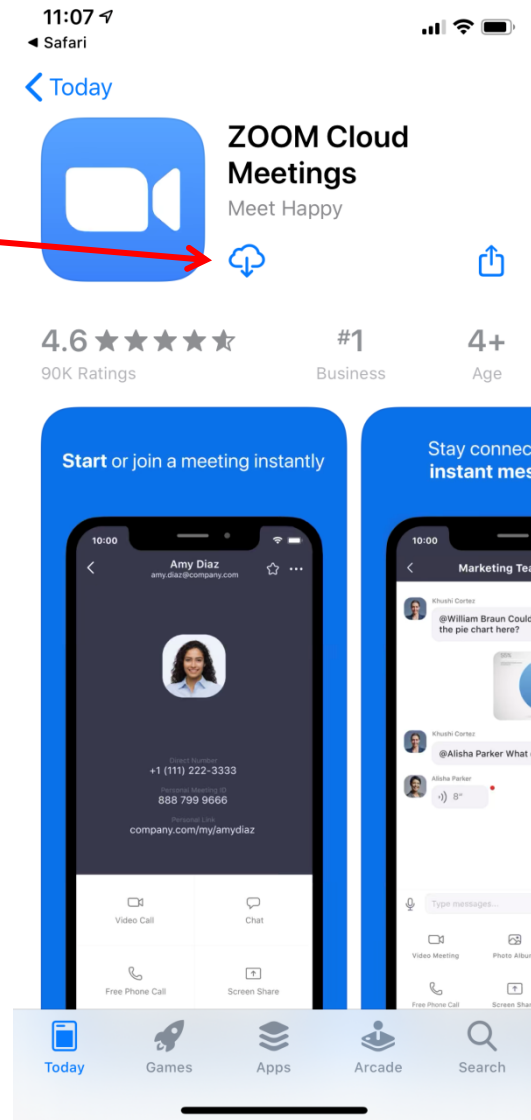 11:07
Safari
Today
ZOOM Cloud
Meetings
Meet Happy
4.6
#1
4+
90K Ratings
Business
Age
Start or join a meeting instantly
10:00
Amy Diaz
amy.diaz@company.com
Direct Number
+1 (111) 222-3333
Personal Meeting ID
888 799 9666
Personal Link
company.com/my/amydiaz
Video Call
Chat
Free Phone Call
Screen Share
Stay connec
instant mes
10:00
Marketing Tea
Khushi Cortez
@William Braun Could
the pie chart here?
Khushi Cortez
@Alisha Parker What
Alisha Parker
8"
Type messages...
Video Meeting
Photo Albu
Free Phone Call
Screen Shar
Today
Games
Apps
Arcade
Search